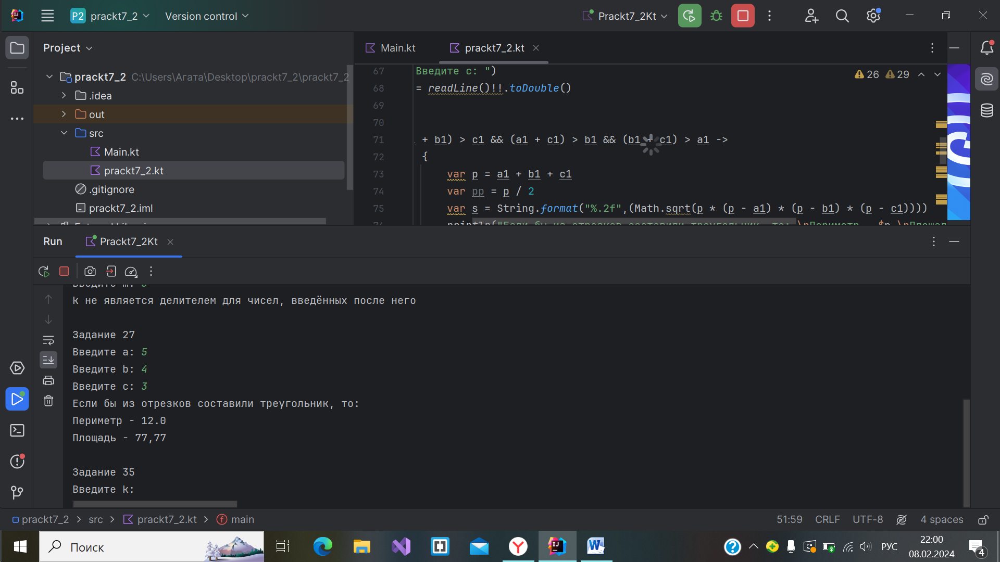 P2 prackt7_2 Version control Prackt7_2Kt
Project
Main.kt prackt7_2.kt
prackt7_2 C:\Users\Агата\Desktop\prackt7_2\prackt7_2
.idea
out
src
Main.kt
prackt7_2.kt
.gitignore
prackt7_2.iml
26 29
67 Введите c: ")
68 = readLine()!!.toDouble()
69
70
71 + b1) > c1 && (a1 + c1) > b1 && (b1 + c1) > a1 ->
72 {
73 var p = a1 + b1 + c1
74 var pp = p / 2
75 var s = String.format("%.2f",(Math.sqrt(p * (p - a1) * (p - b1) * (p - c1))))
Run Prackt7_2Kt
k не является делителем для чисел, введённых после него
Задание 27
Введите a: 5
Введите b: 4
Введите c: 3
Если бы из отрезков составили треугольник, то:
Периметр - 12.0
Площадь - 77,77
Задание 35
Введите k:
prackt7_2 > src > prackt7_2.kt > main
51:59 CRLF UTF-8 4 spaces
Поиск
РУС
22:00
08.02.2024
4